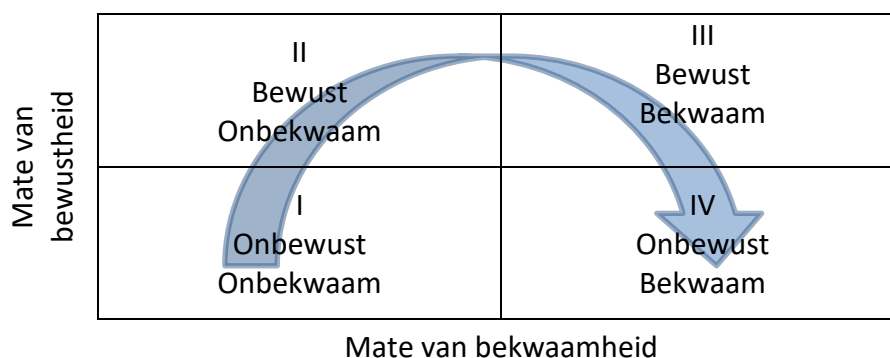 Mate van
bewustheid
II
Bewust
Onbekwaam
III
Bewust
Bekwaam
I
Onbewust
Onbekwaam
IV
Onbewust
Bekwaam
Mate van bekwaamheid